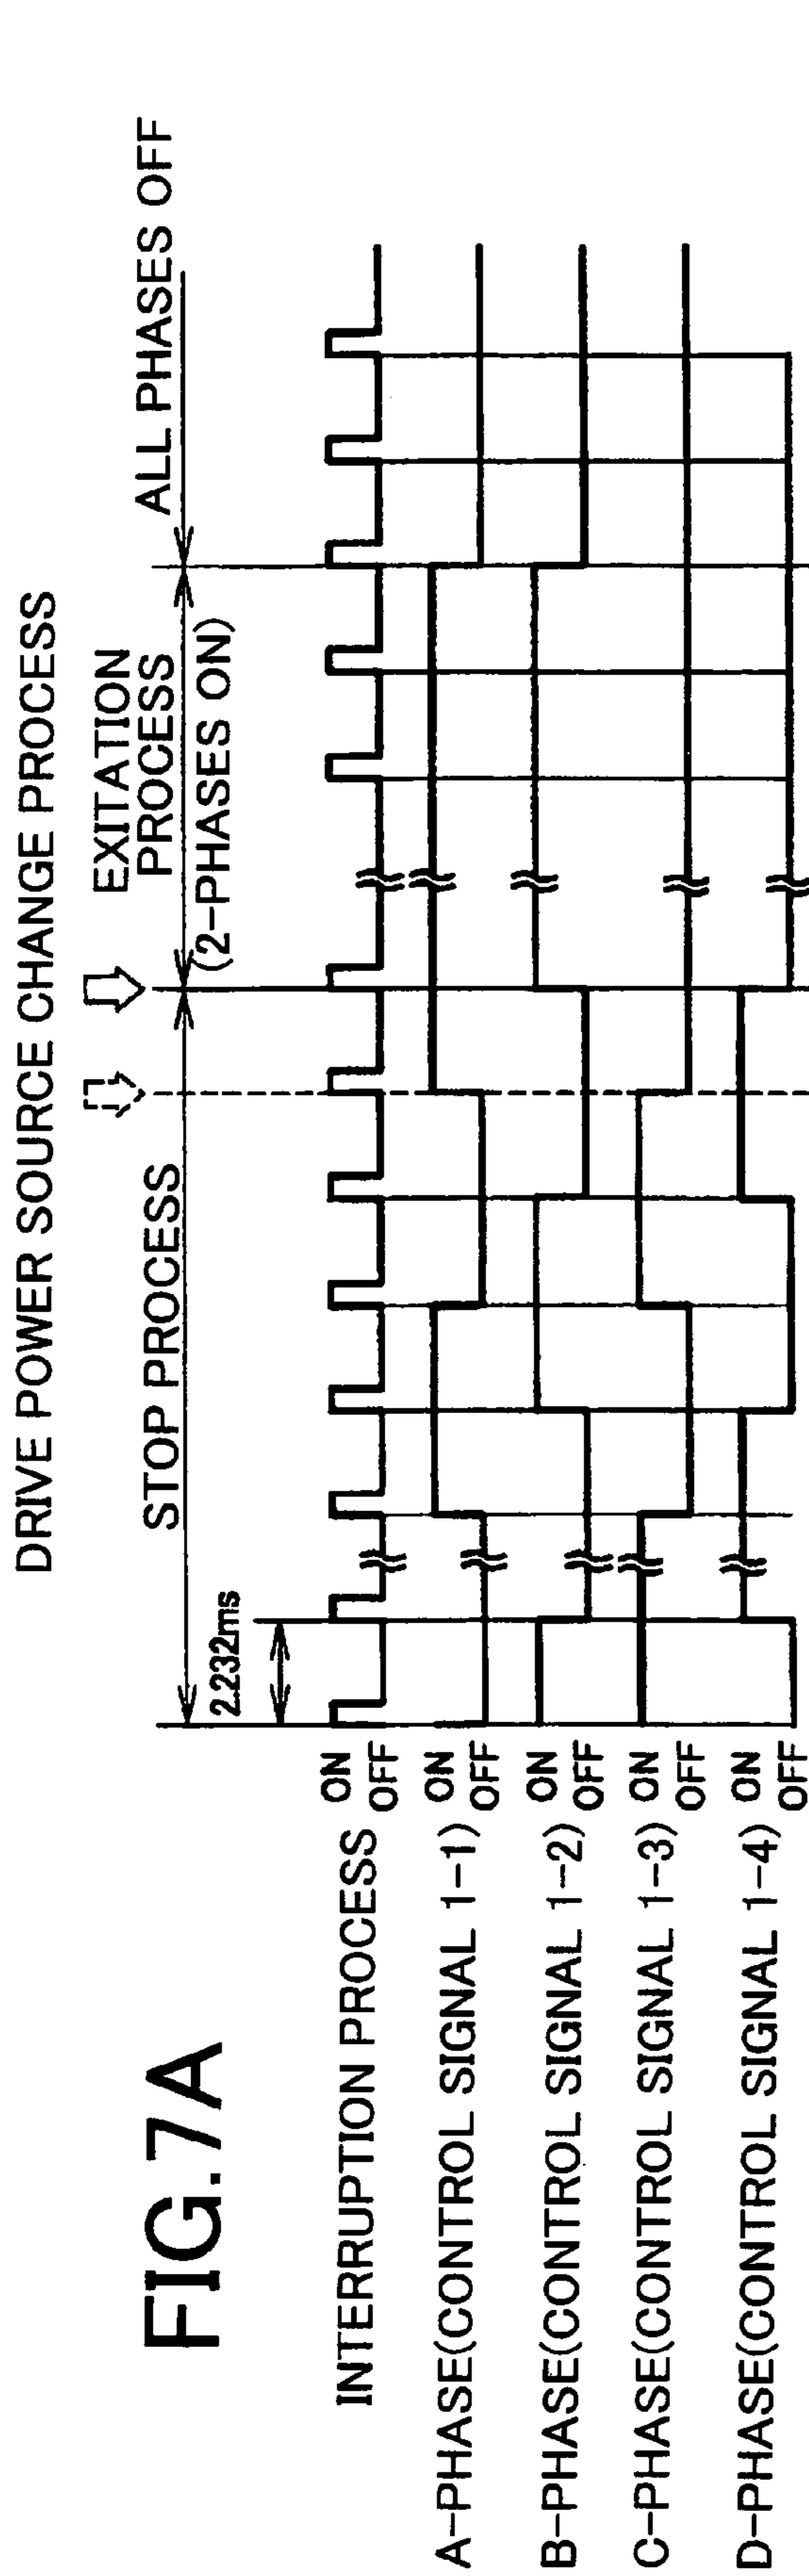 FIG.7A
DRIVE POWER SOURCE CHANGE PROCESS
STOP PROCESS
EXITATION
PROCESS
(2-PHASES ON)
ALL PHASES OFF
2.232ms
INTERRUPTION PROCESS
ON
OFF
A-PHASE(CONTROL SIGNAL 1-1)
ON
OFF
B-PHASE(CONTROL SIGNAL 1-2)
ON
OFF
C-PHASE(CONTROL SIGNAL 1-3)
ON
OFF
D-PHASE(CONTROL SIGNAL 1-4)
ON
OFF